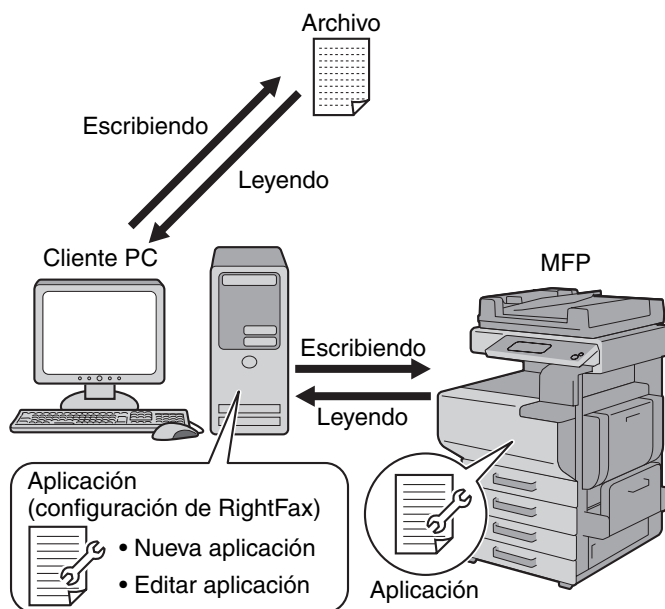 Archivo
Escribiendo
Leyendo
Cliente PC
MFP
Escribiendo
Leyendo
Aplicación
(configuración de RightFax)
• Nueva aplicación
• Editar aplicación
Aplicación